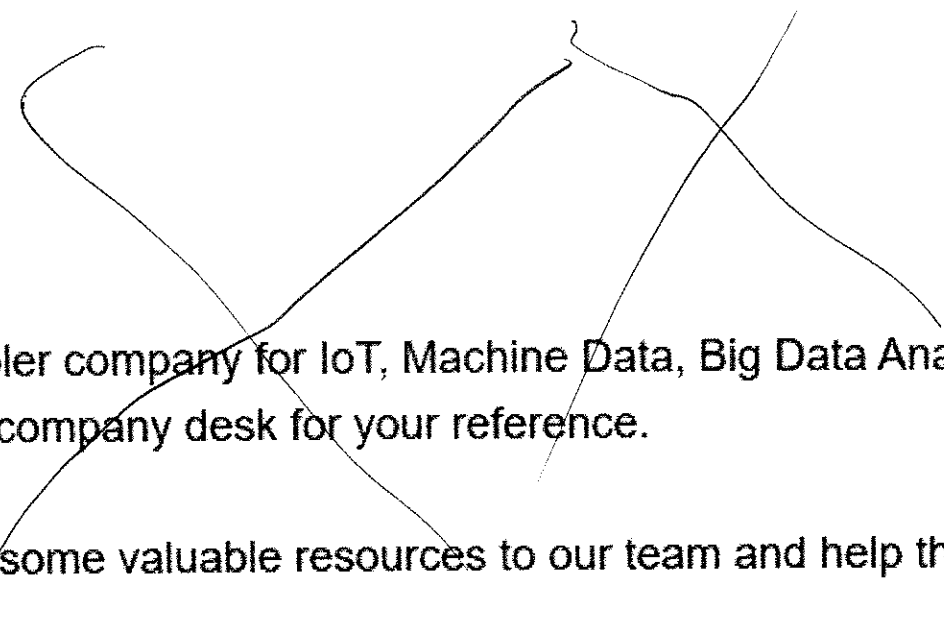 ler company for IoT, Machine Data, Big Data Ana
company desk for your reference.
some valuable resources to our team and help th